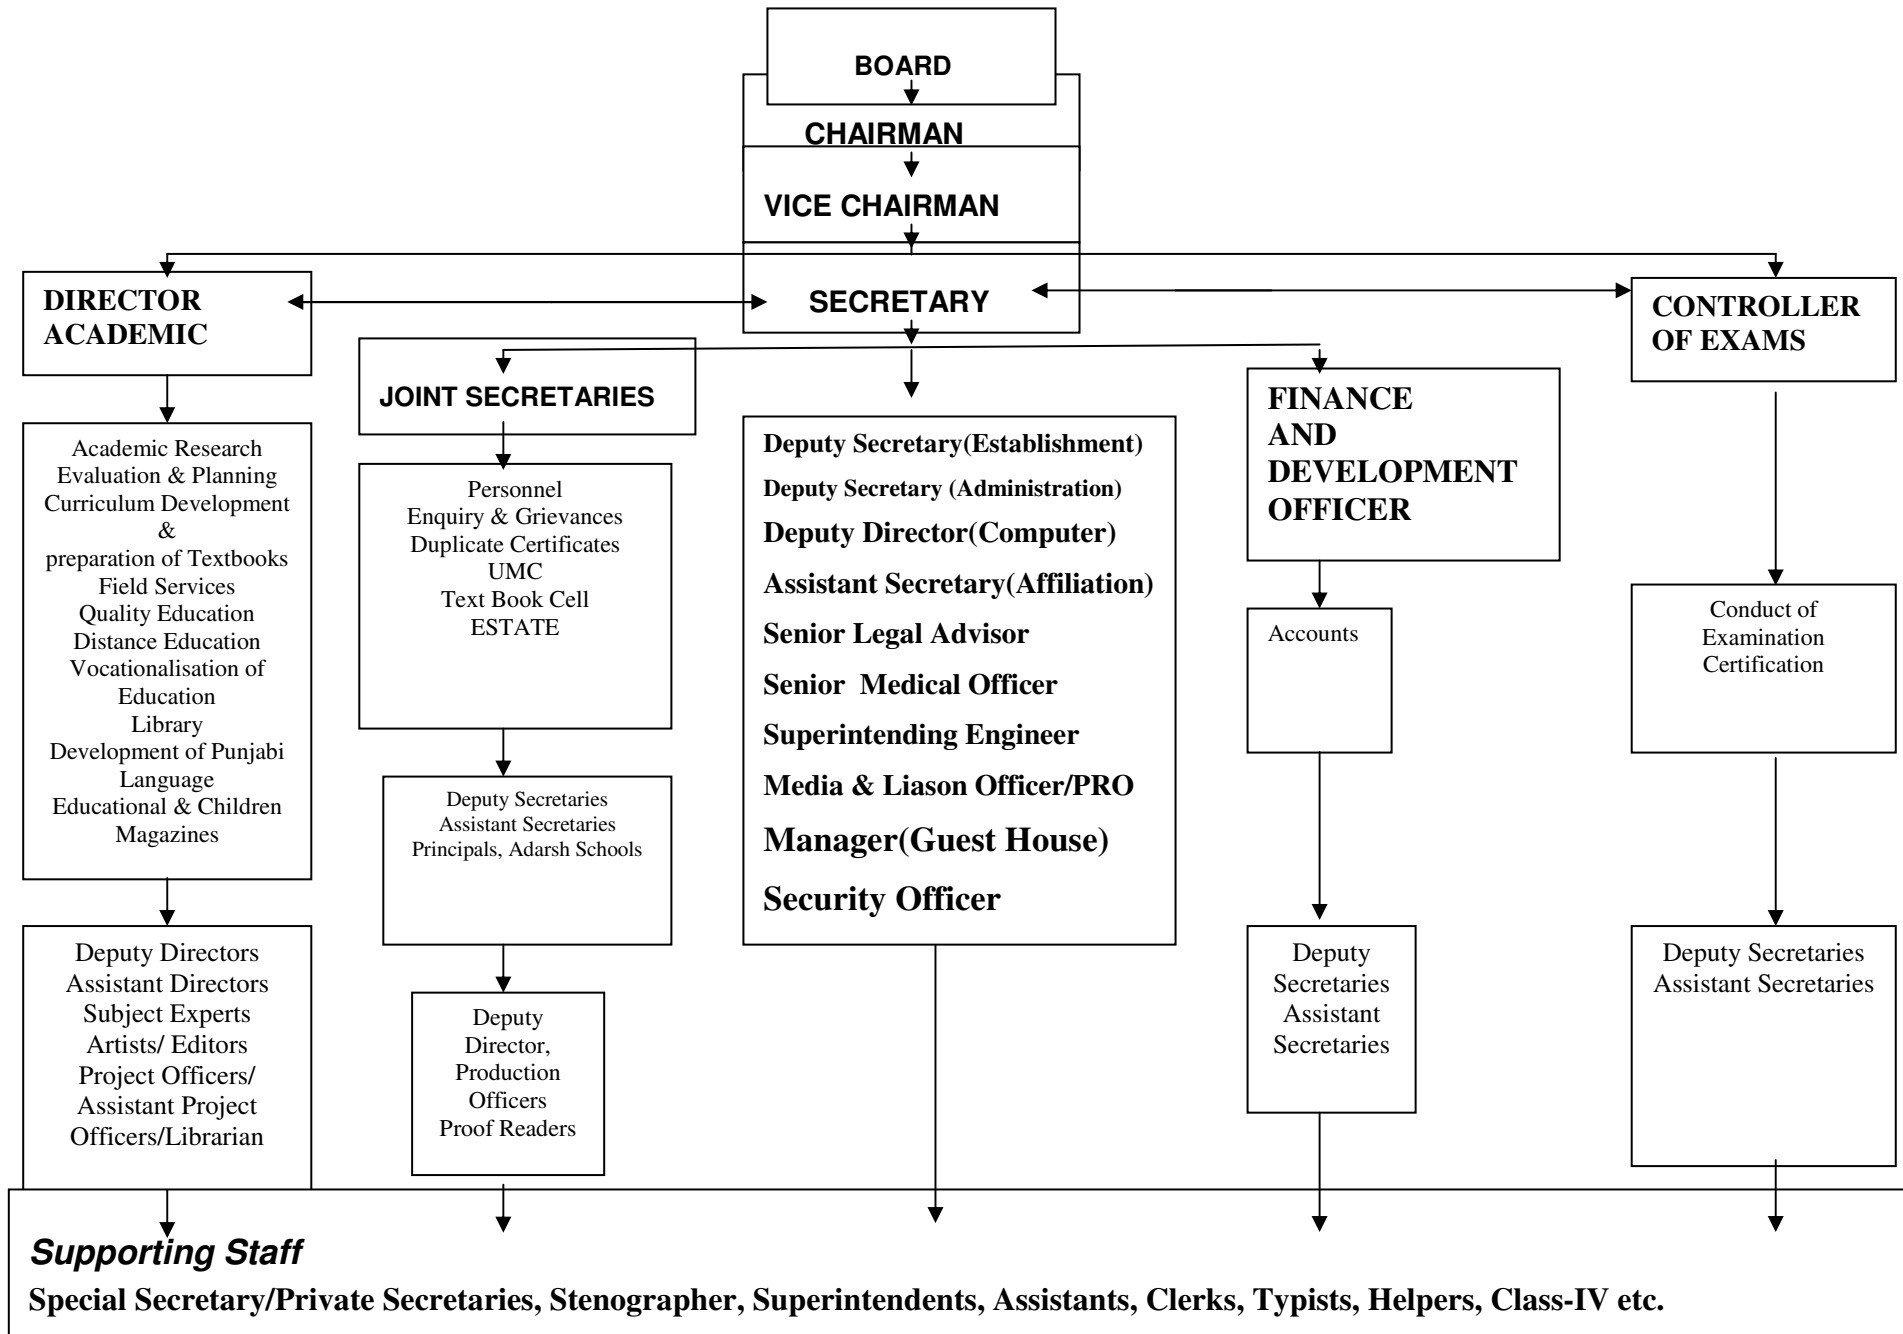 BOARD
CHAIRMAN
VICE CHAIRMAN
SECRETARY
DIRECTOR
ACADEMIC
CONTROLLER
OF EXAMS
JOINT SECRETARIES
FINANCE
AND
DEVELOPMENT
OFFICER
Academic Research
Evaluation & Planning
Curriculum Development
&
preparation of Textbooks
Field Services
Quality Education
Distance Education
Vocationalisation of
Education
Library
Development of Punjabi
Language
Educational & Children
Magazines
Personnel
Enquiry & Grievances
Duplicate Certificates
UMC
Text Book Cell
ESTATE
Deputy Secretary(Establishment)
Deputy Secretary (Administration)
Deputy Director(Computer)
Assistant Secretary(Affiliation)
Senior Legal Advisor
Senior  Medical Officer
Superintending Engineer
Media & Liason Officer/PRO
Manager(Guest House)
Security Officer
Accounts
Conduct of
Examination
Certification
Deputy Secretaries
Assistant Secretaries
Principals, Adarsh Schools
Deputy Directors
Assistant Directors
Subject Experts
Artists/ Editors
Project Officers/
Assistant Project
Officers/Librarian
Deputy
Director,
Production
Officers
Proof Readers
Deputy
Secretaries
Assistant
Secretaries
Deputy Secretaries
Assistant Secretaries
Supporting Staff
Special Secretary/Private Secretaries, Stenographer, Superintendents, Assistants, Clerks, Typists, Helpers, Class-IV etc.